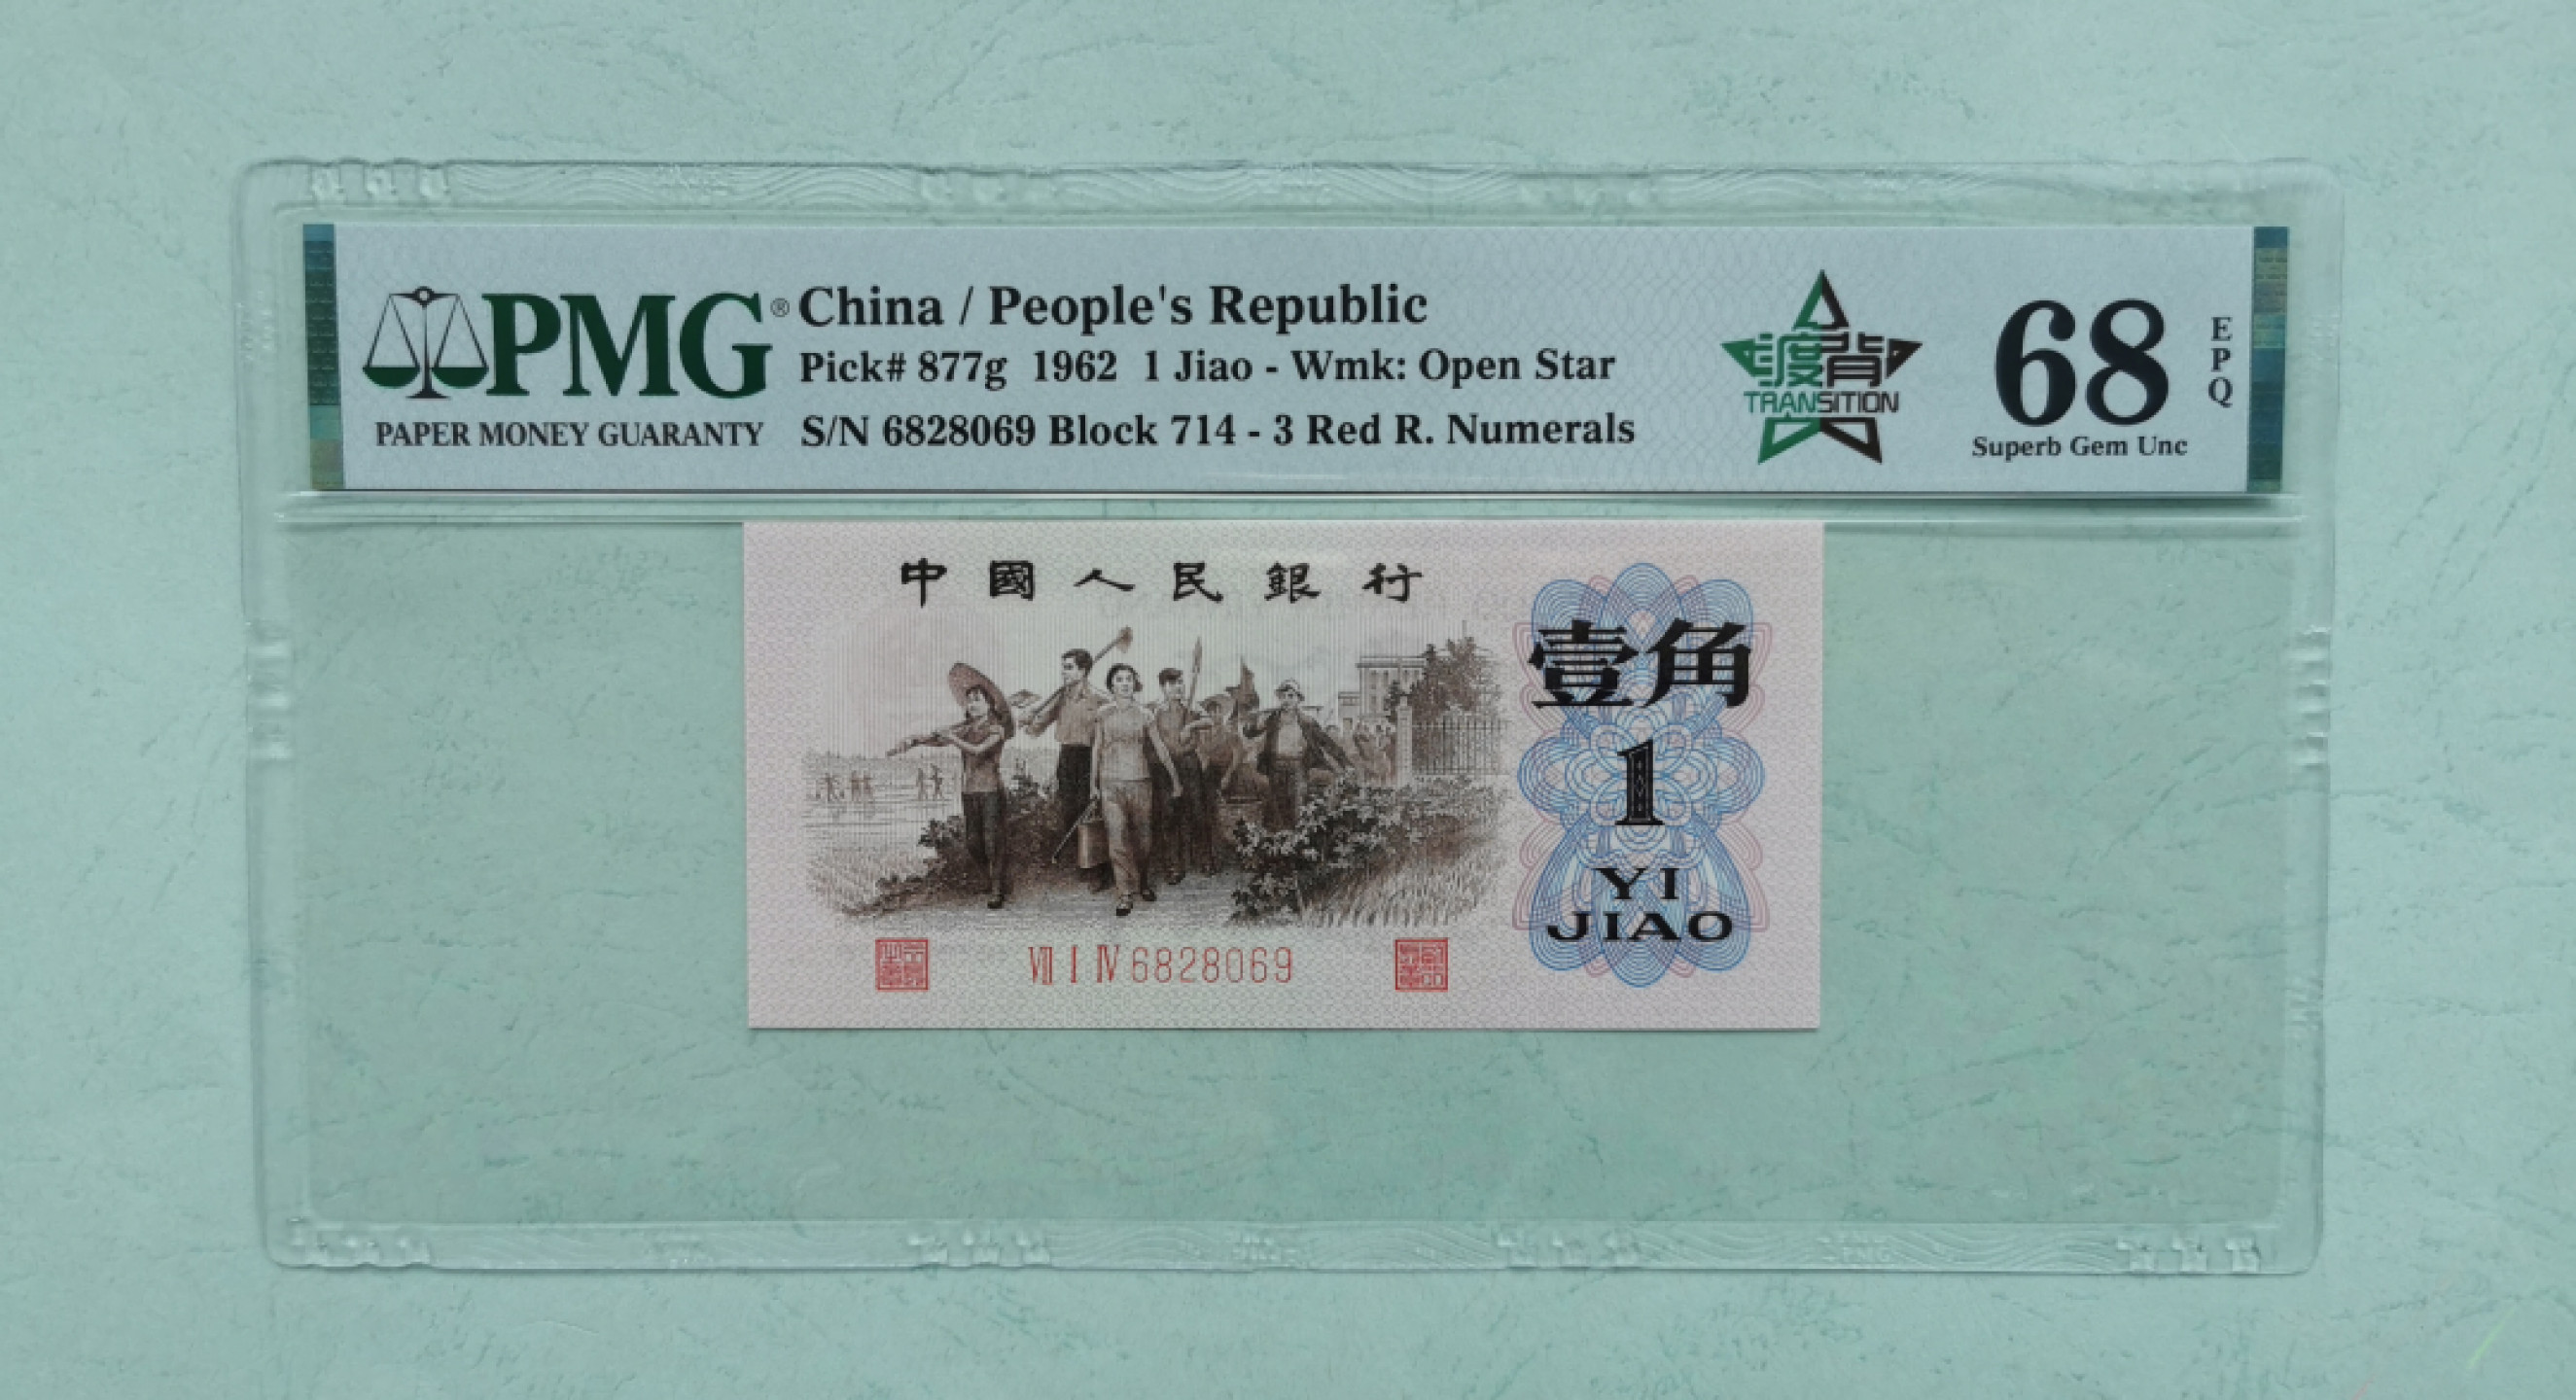 PMG®
PAPER MONEY GUARANTY
China / People's Republic
Pick# 877g 1962 1 Jiao - Wmk: Open Star
S/N 6828069 Block 714 - 3 Red R. Numerals
渡背
TRANSITION
68
EPQ
Superb Gem Unc
中國人民銀行
壹角
1
YI
JIAO
VII I IV 6828069